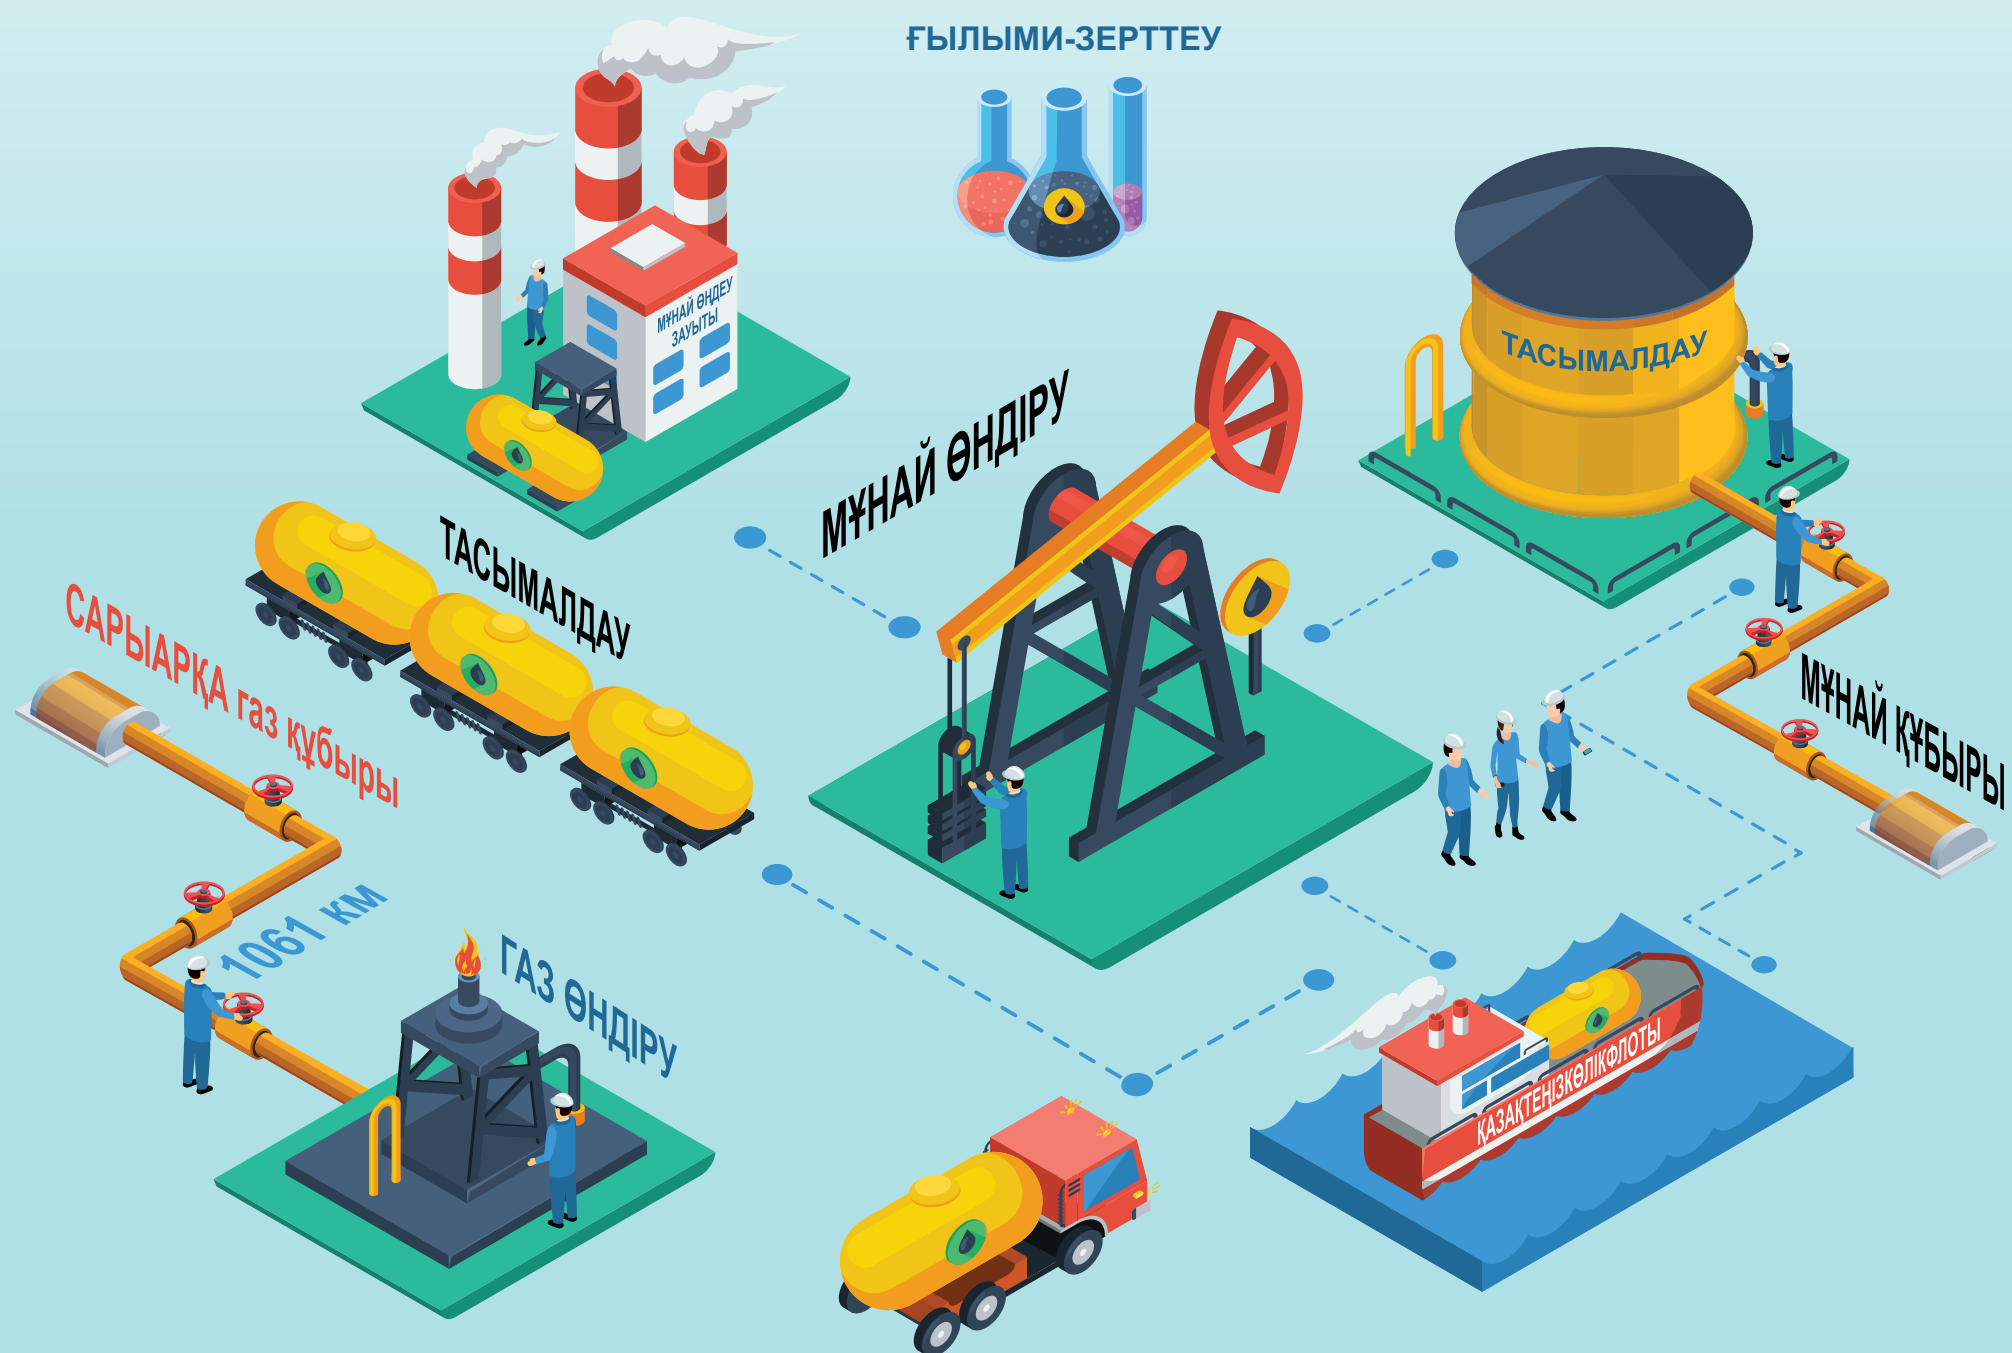 ҒЫЛЫМИ-ЗЕРТТЕУ
МҰНАЙ ӨҢДЕУ
ЗАУЫТЫ
ТАСЫМАЛДАУ
МҰНАЙ ӨНДІРУ
ТАСЫМАЛДАУ
САРЫАРҚА газ құбыры
МҰНАЙ ҚҰБЫРЫ
1061 км
ГАЗ ӨНДІРУ
ҚАЗАҚТЕҢІЗКӨЛІКФЛОТЫ